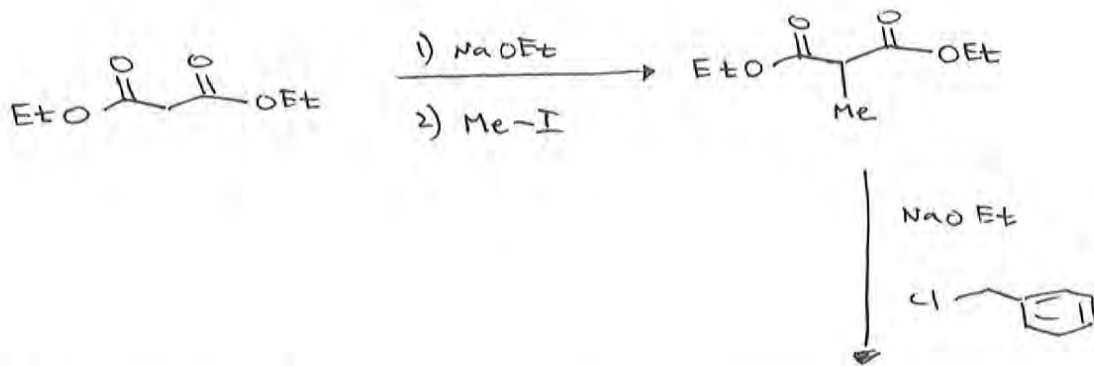 O O
EtO OEt
1) NaOEt
2) Me-I
O O
EtO OEt
Me
NaOEt
Cl